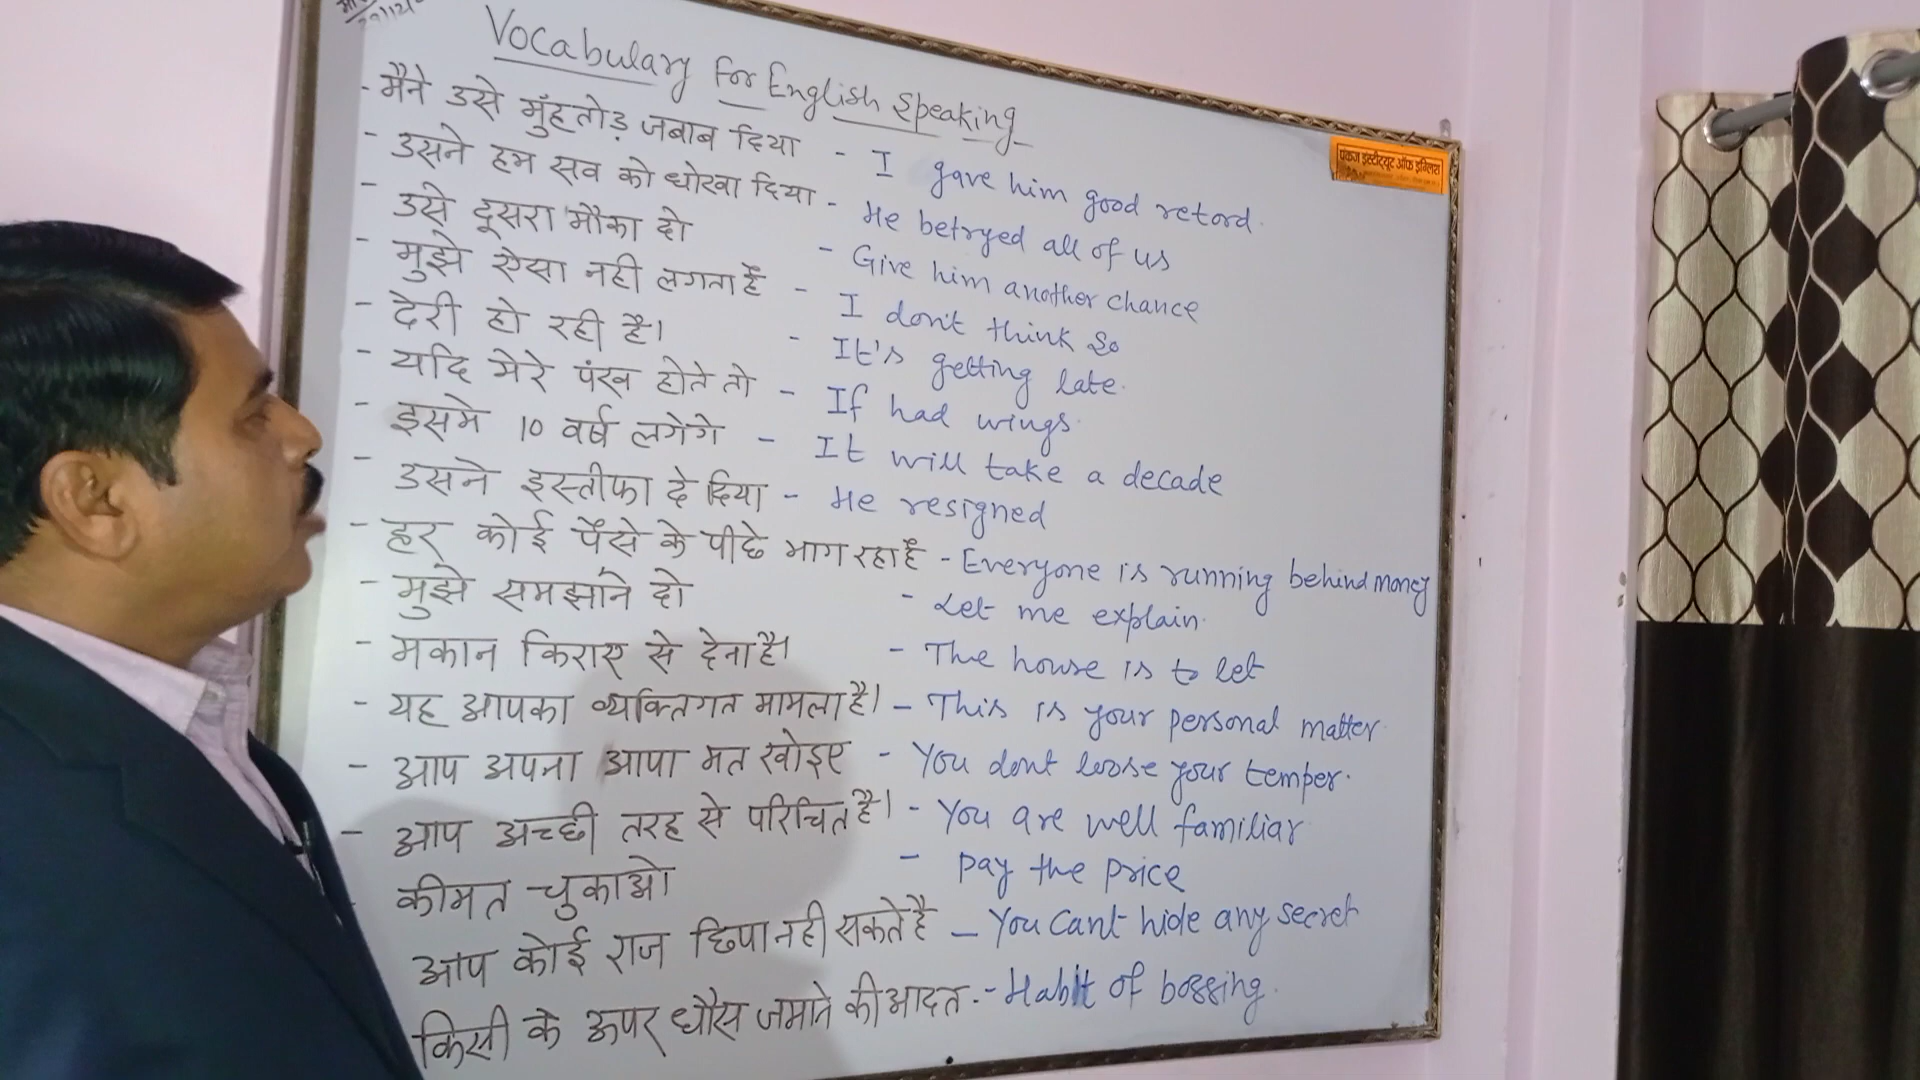 Vocabulary For English Speaking
- मैने उसे मुंहतोड़ जबाब दिया - I gave him good retord.
- उसने हम सव को धोखा दिया - He betryed all of us
- उसे दूसरा मौका दो - Give him another chance
- मुझे ऐसा नही लगता है - I don't think so
- देरी हो रही है। - It's getting late.
- यदि मेरे पंख होते तो - If had wings.
- इसमे 10 वर्ष लगेगे - It will take a decade
- उसने इस्तीफा दे दिया - He resigned
- हर कोई पैसे के पीछे भाग रहा है - Everyone is running behind money
- मुझे समझाने दो - Let me explain.
- मकान किराए से देना है। - The house is to let
- यह आपका व्यक्तिगत मामला है। - This is your personal matter.
- आप अपना आपा मत खोइए - You dont loose your temper.
- आप अच्छी तरह से परिचित है। - You are well familiar
कीमत चुकाओ - pay the price
आप कोई राज छिपा नही सकते है - You Cant hide any secret
किसी के ऊपर धौस जमाने की आदत. - Habit of bossing.
पंकज इंस्टीट्यूट ऑफ इंग्लिश